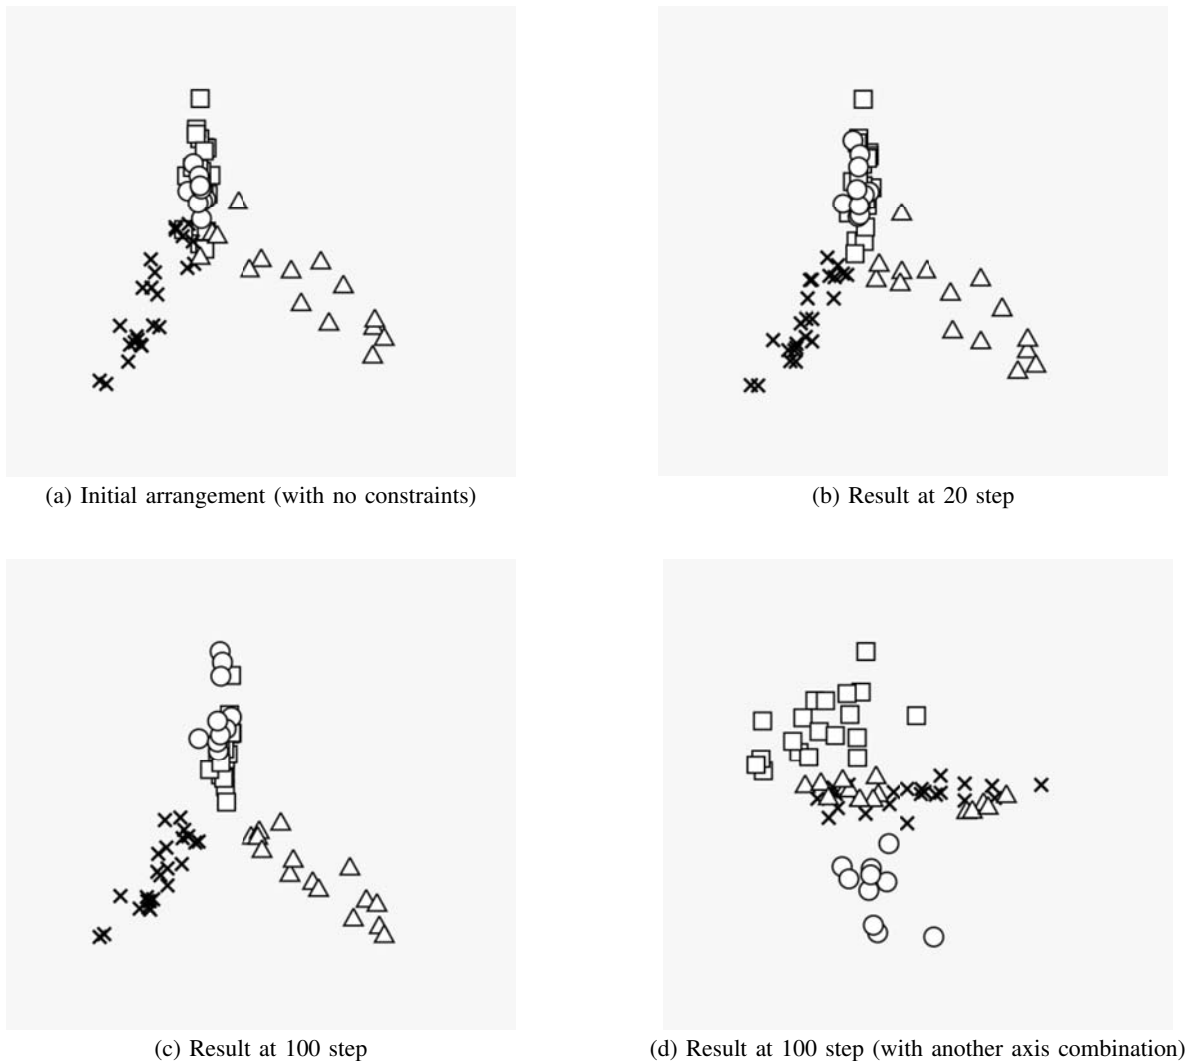 (a) Initial arrangement (with no constraints)
(b) Result at 20 step
(c) Result at 100 step
(d) Result at 100 step (with another axis combination)